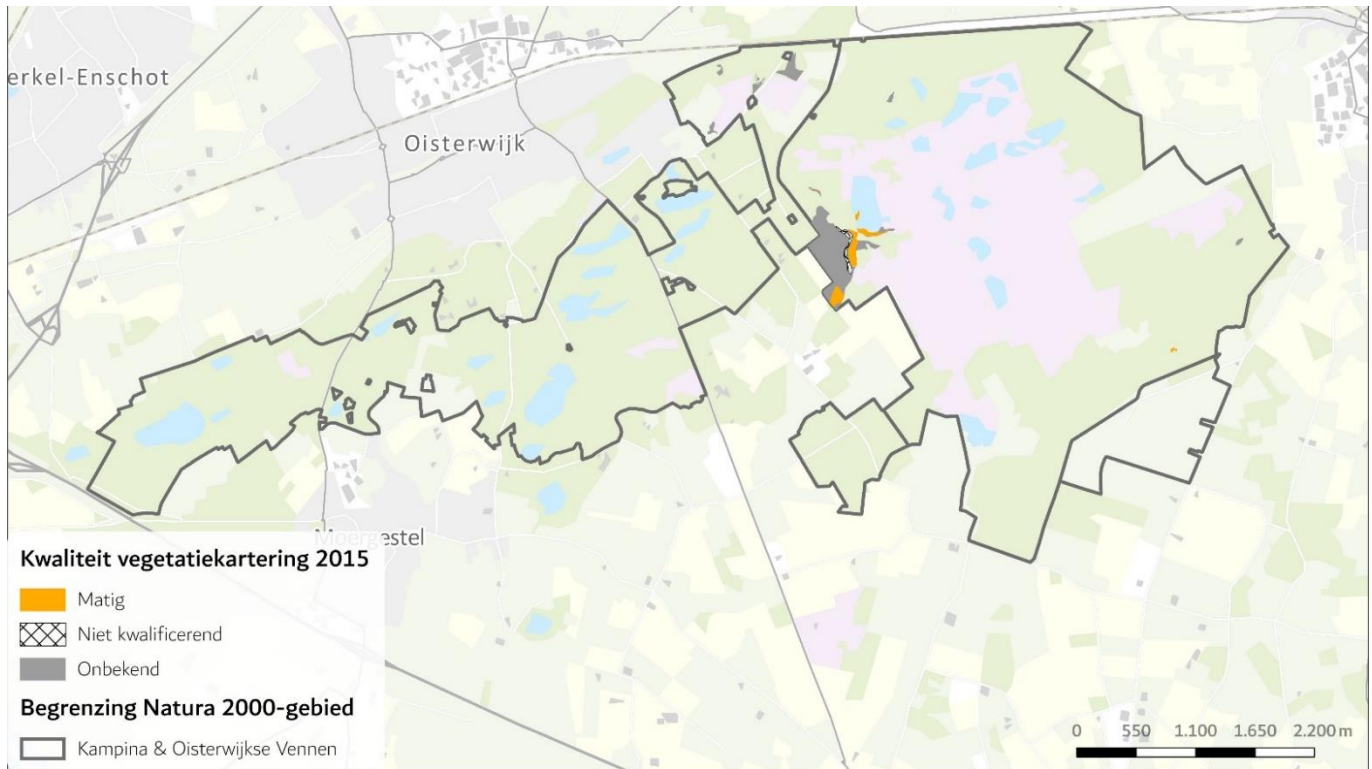 erkel-Enschot
Oisterwijk
Moergestel
Kwaliteit vegetatiekartering 2015
Matig
Niet kwalificerend
Onbekend
Begrenzing Natura 2000-gebied
Kampina & Oisterwijkse Vennen
0 550 1.100 1.650 2.200 m